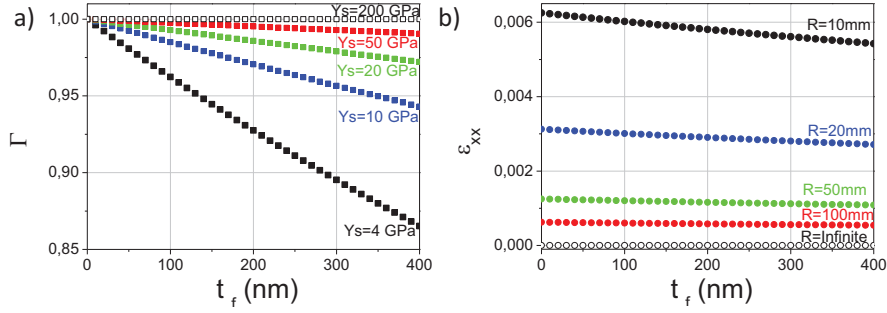 a)
Ys=200 GPa
1,00
Ys=50 GPa
Ys=20 GPa
0,95
Ys=10 GPa
Γ
0,90
Ys=4 GPa
0,85
0 100 200 300 400
t f (nm)
b)
0,006
R=10mm
0,004
εxx
R=20mm
0,002
R=50mm
R=100mm
R=Infinite
0,000
0 100 200 300 400
t f (nm)